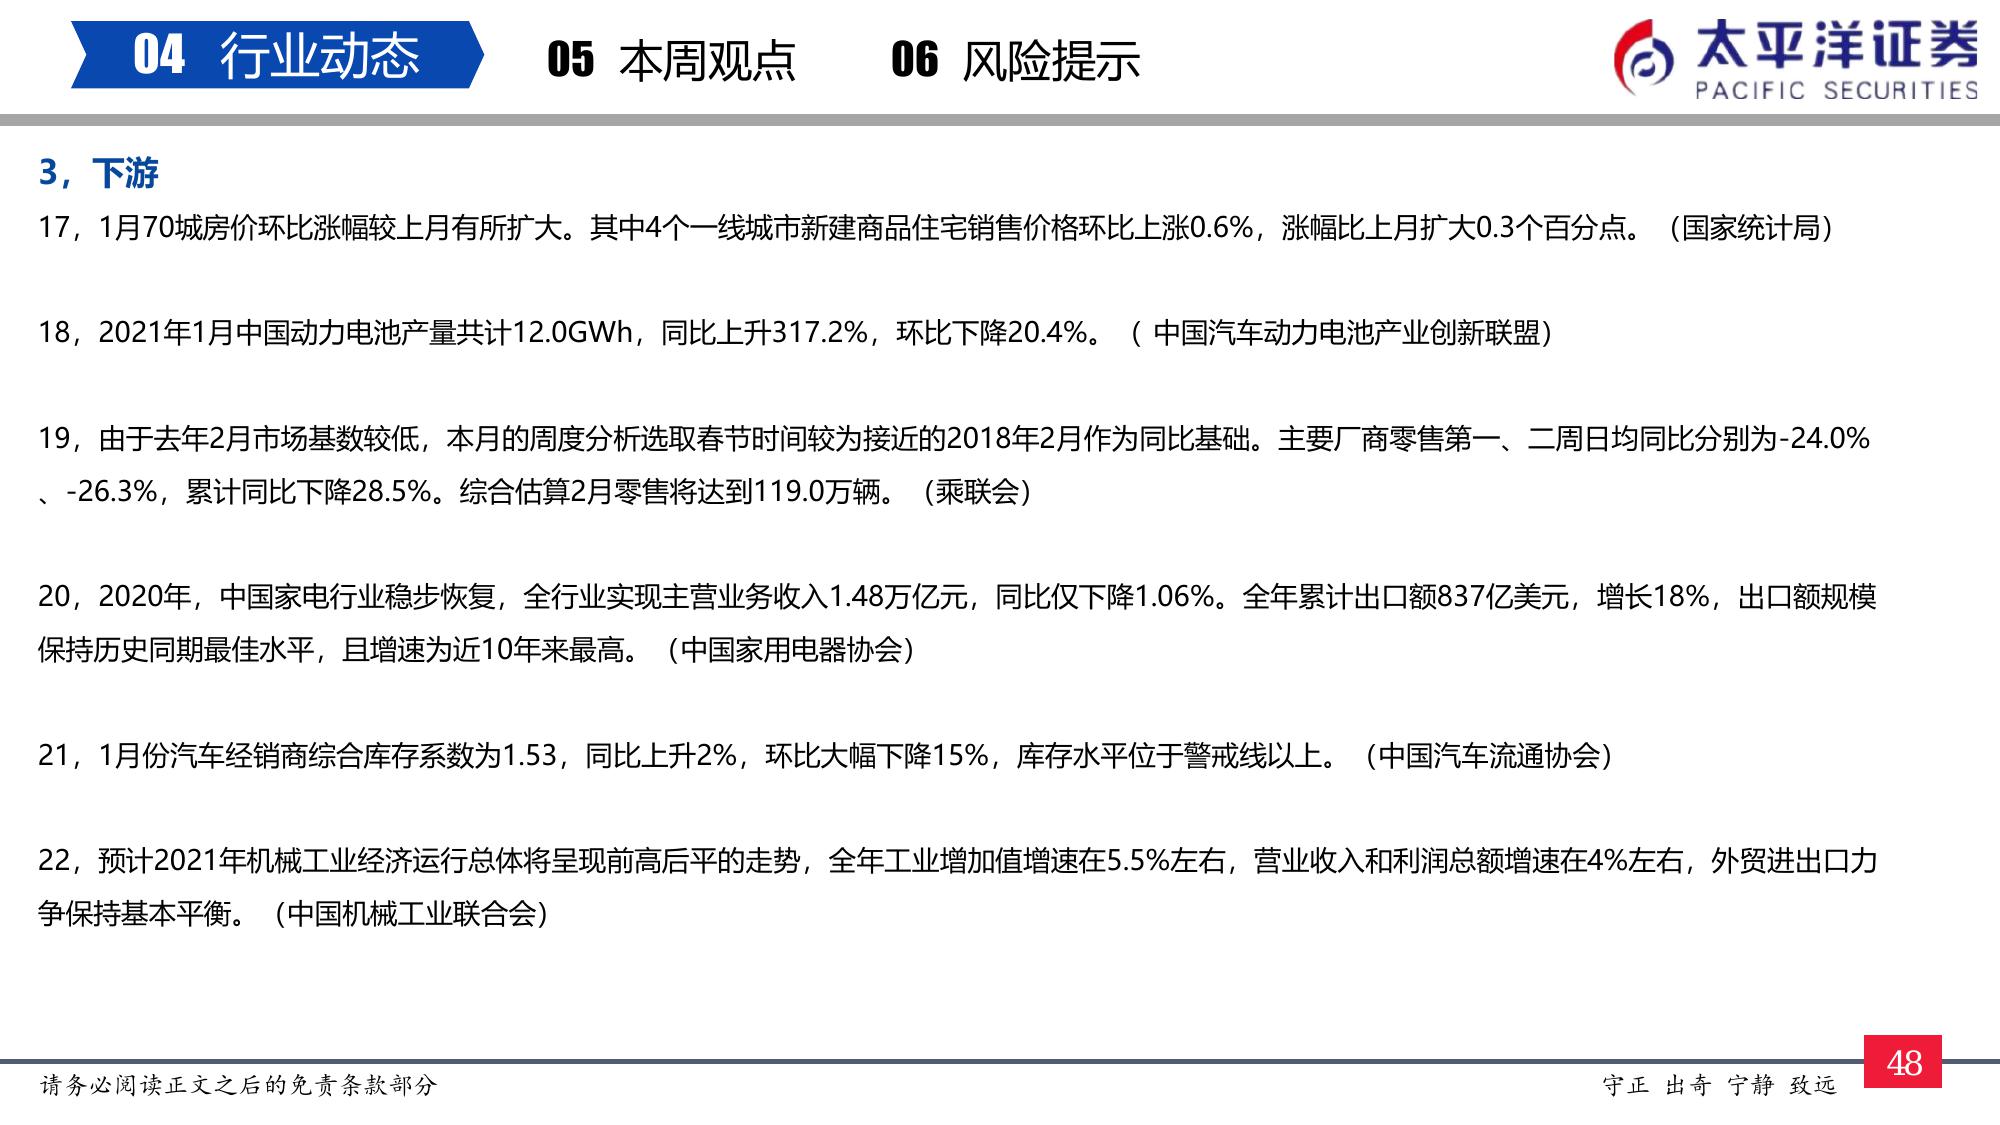 04 行业动态 05 本周观点 06 风险提示 太平洋证券
PACIFIC SECURITIES
3，下游
17，1月70城房价环比涨幅较上月有所扩大。其中4个一线城市新建商品住宅销售价格环比上涨0.6%，涨幅比上月扩大0.3个百分点。（国家统计局）
18，2021年1月中国动力电池产量共计12.0GWh，同比上升317.2%，环比下降20.4%。（ 中国汽车动力电池产业创新联盟）
19，由于去年2月市场基数较低，本月的周度分析选取春节时间较为接近的2018年2月作为同比基础。主要厂商零售第一、二周日均同比分别为-24.0%
、-26.3%，累计同比下降28.5%。综合估算2月零售将达到119.0万辆。（乘联会）
20，2020年，中国家电行业稳步恢复，全行业实现主营业务收入1.48万亿元，同比仅下降1.06%。全年累计出口额837亿美元，增长18%，出口额规模
保持历史同期最佳水平，且增速为近10年来最高。（中国家用电器协会）
21，1月份汽车经销商综合库存系数为1.53，同比上升2%，环比大幅下降15%，库存水平位于警戒线以上。（中国汽车流通协会）
22，预计2021年机械工业经济运行总体将呈现前高后平的走势，全年工业增加值增速在5.5%左右，营业收入和利润总额增速在4%左右，外贸进出口力
争保持基本平衡。（中国机械工业联合会）
请务必阅读正文之后的免责条款部分 守正 出奇 宁静 致远 48